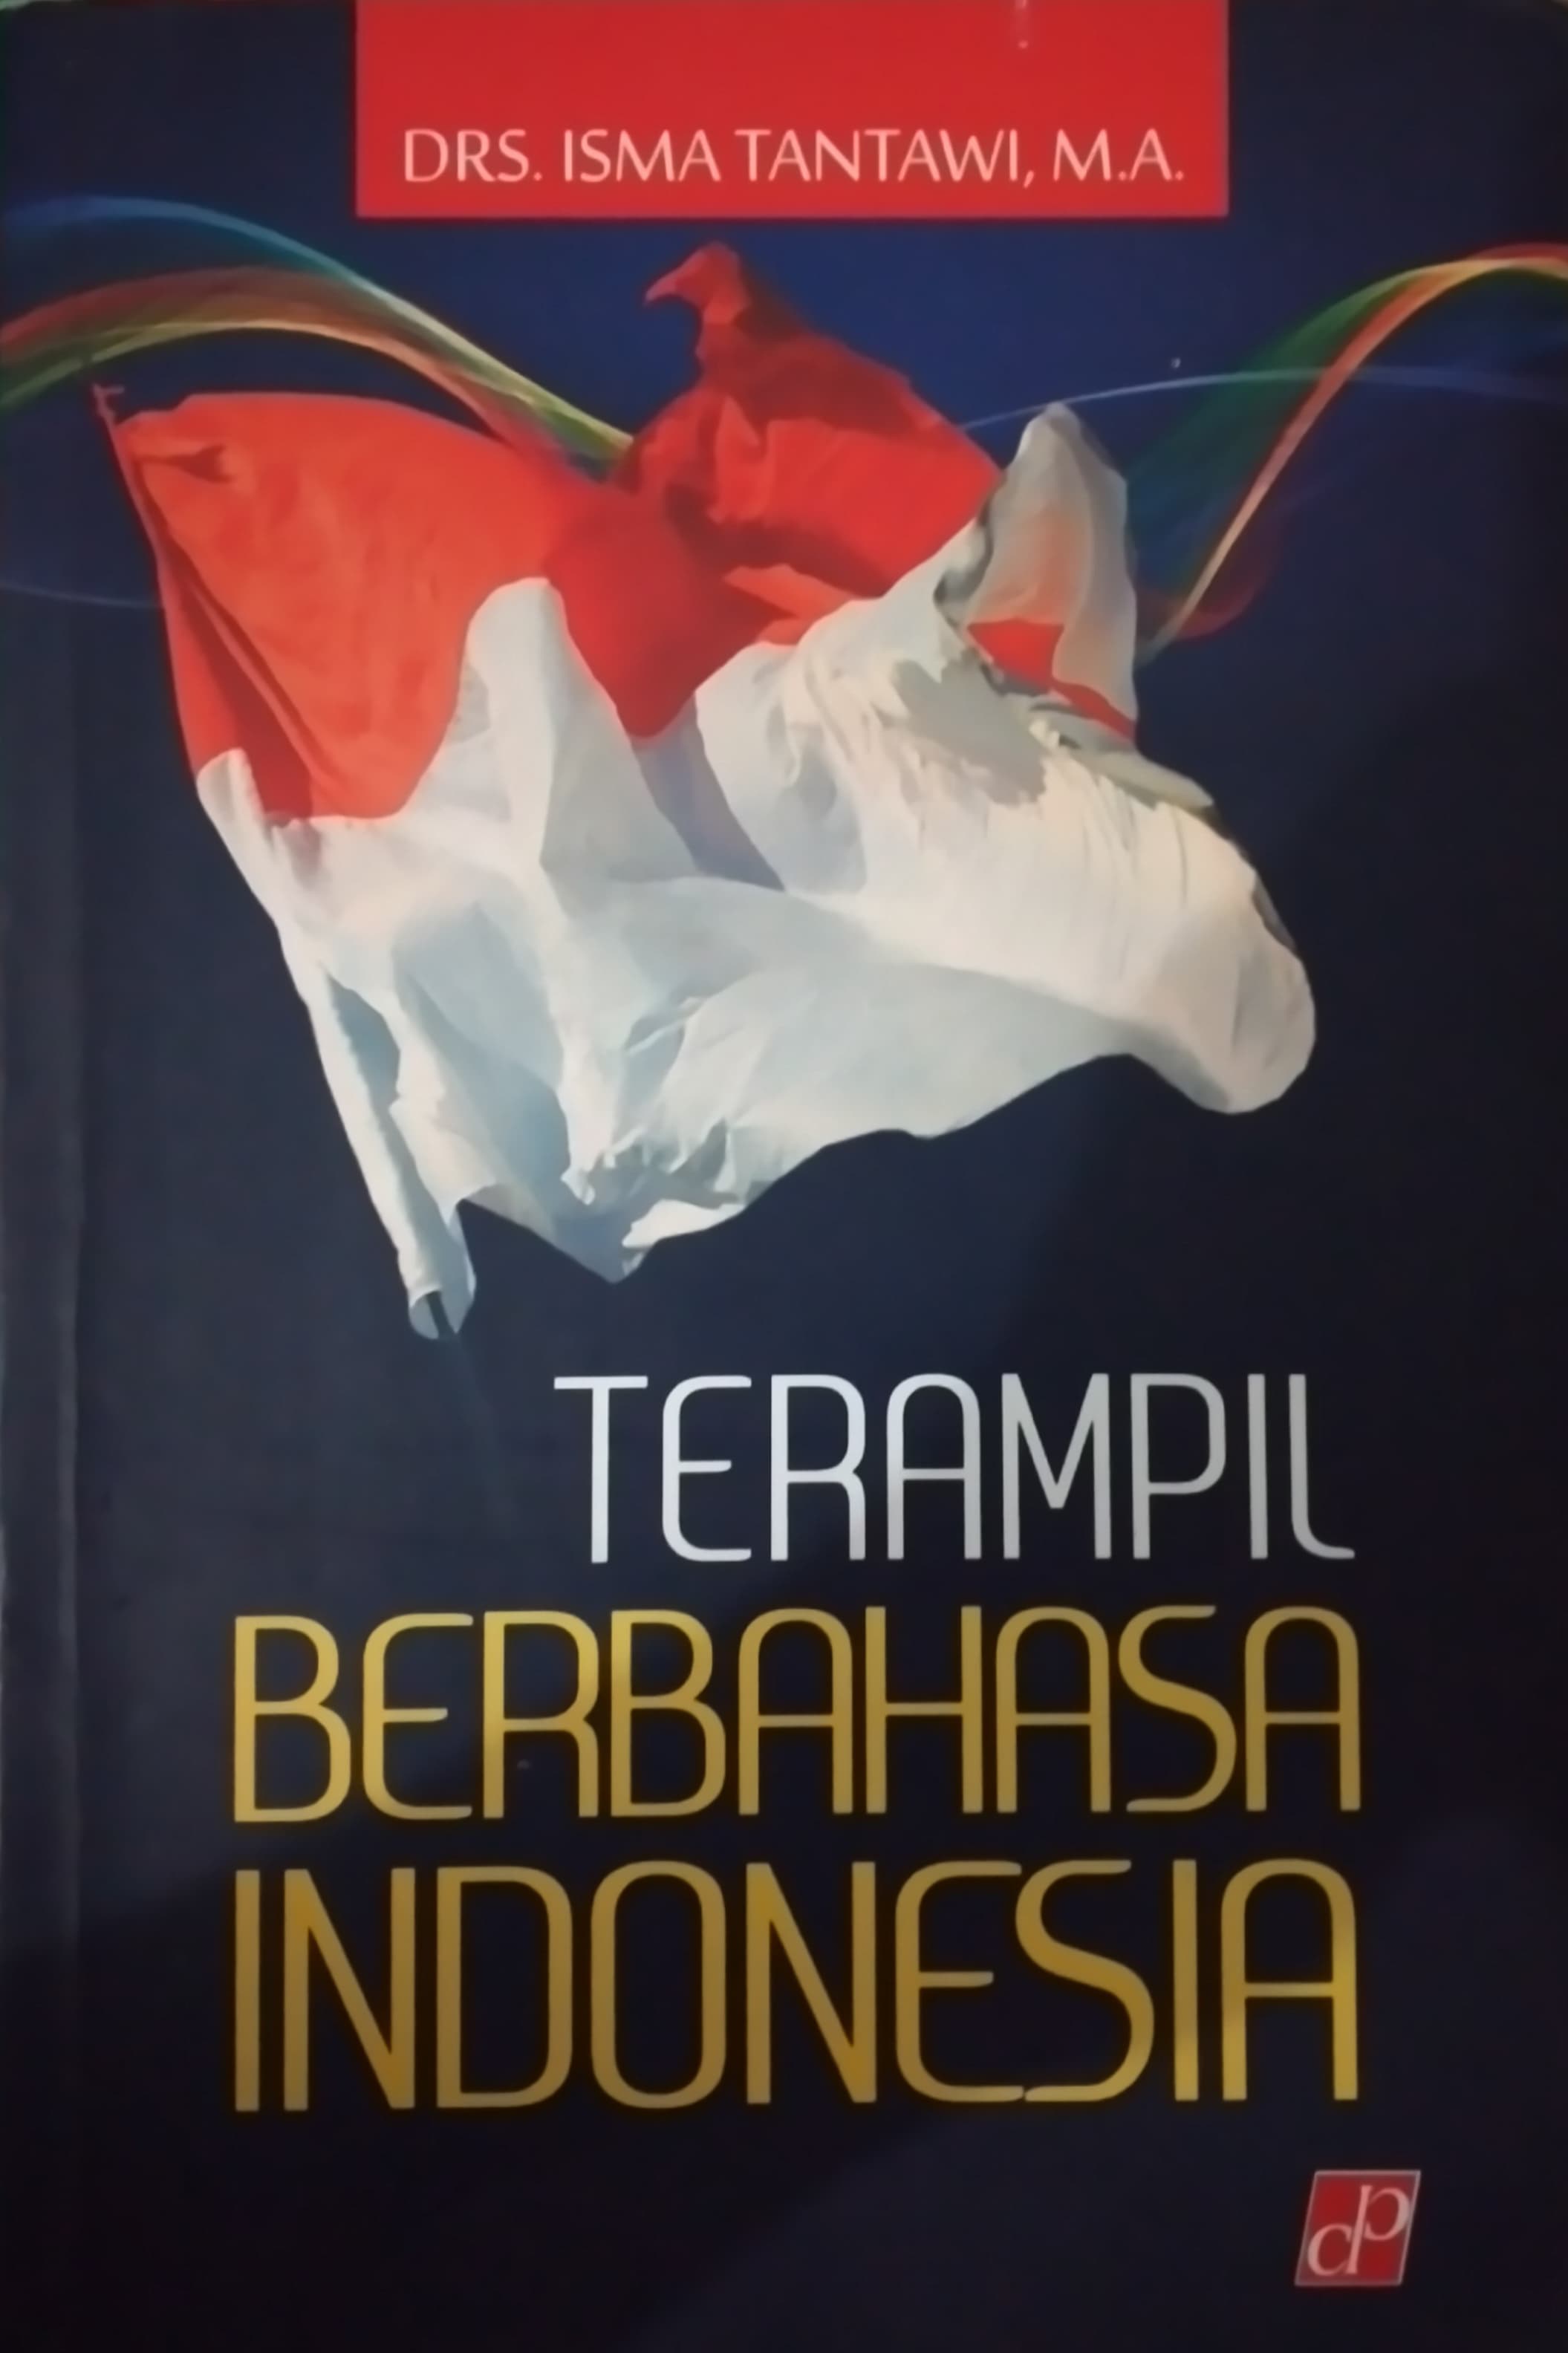 DRS. ISMA TANTAWI, M.A.
TERAMPIL
BERBAHASA
INDONESIA
cp